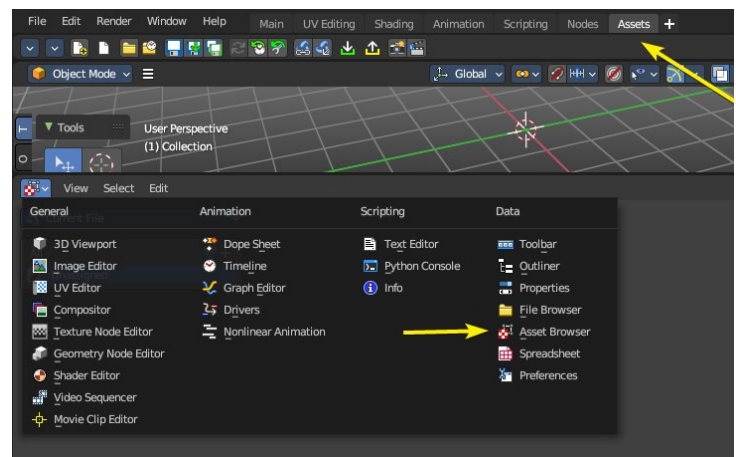 File Edit Render Window Help Main UV Editing Shading Animation Scripting Nodes Assets +
Object Mode Global
Tools User Perspective
(1) Collection
View Select Edit
General Animation Scripting Data
Current File
3D Viewport Dope Sheet Text Editor Toolbar
Image Editor Timeline Python Console Outliner
UV Editor Graph Editor Info Properties
Compositor Drivers File Browser
Texture Node Editor Nonlinear Animation Asset Browser
Geometry Node Editor Spreadsheet
Shader Editor Preferences
Video Sequencer
Movie Clip Editor